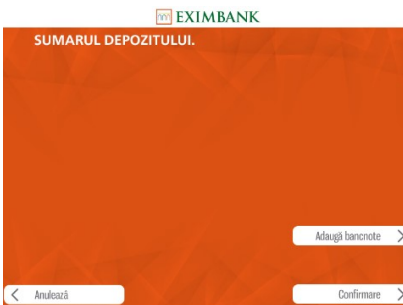 EXIMBANK
SUMARUL DEPOZITULUI.
Adaugă bancnote
Anulează
Confirmare